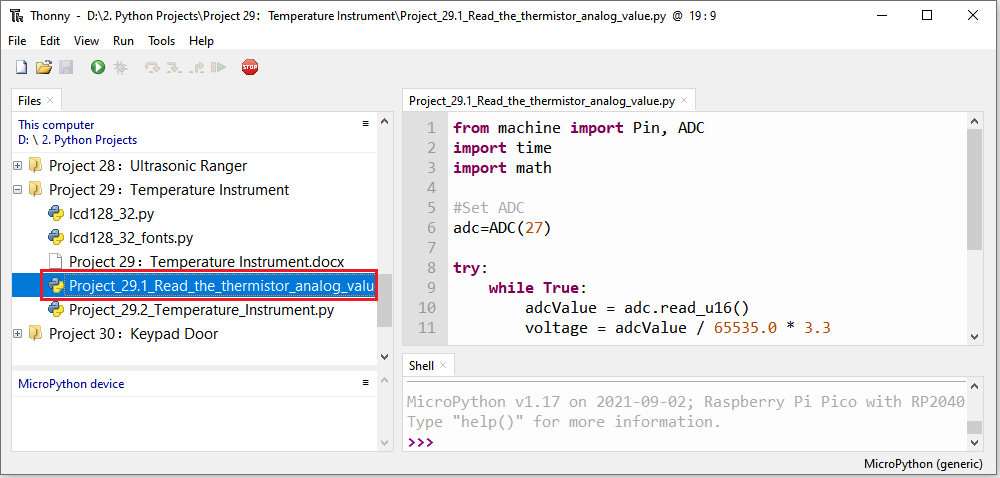 Thonny - D:\2. Python Projects\Project 29：Temperature Instrument\Project_29.1_Read_the_thermistor_analog_value.py @ 19 : 9
File Edit View Run Tools Help
STOP
Files
This computer
D: \ 2. Python Projects
Project 28：Ultrasonic Ranger
Project 29：Temperature Instrument
lcd128_32.py
lcd128_32_fonts.py
Project 29：Temperature Instrument.docx
Project_29.1_Read_the_thermistor_analog_valu
Project_29.2_Temperature_Instrument.py
Project 30：Keypad Door
MicroPython device
Project_29.1_Read_the_thermistor_analog_value.py
1 from machine import Pin, ADC
2 import time
3 import math
4
5 #Set ADC
6 adc=ADC(27)
7
8 try:
9     while True:
10         adcValue = adc.read_u16()
11         voltage = adcValue / 65535.0 * 3.3
Shell
MicroPython v1.17 on 2021-09-02; Raspberry Pi Pico with RP2040
Type "help()" for more information.
>>>
MicroPython (generic)